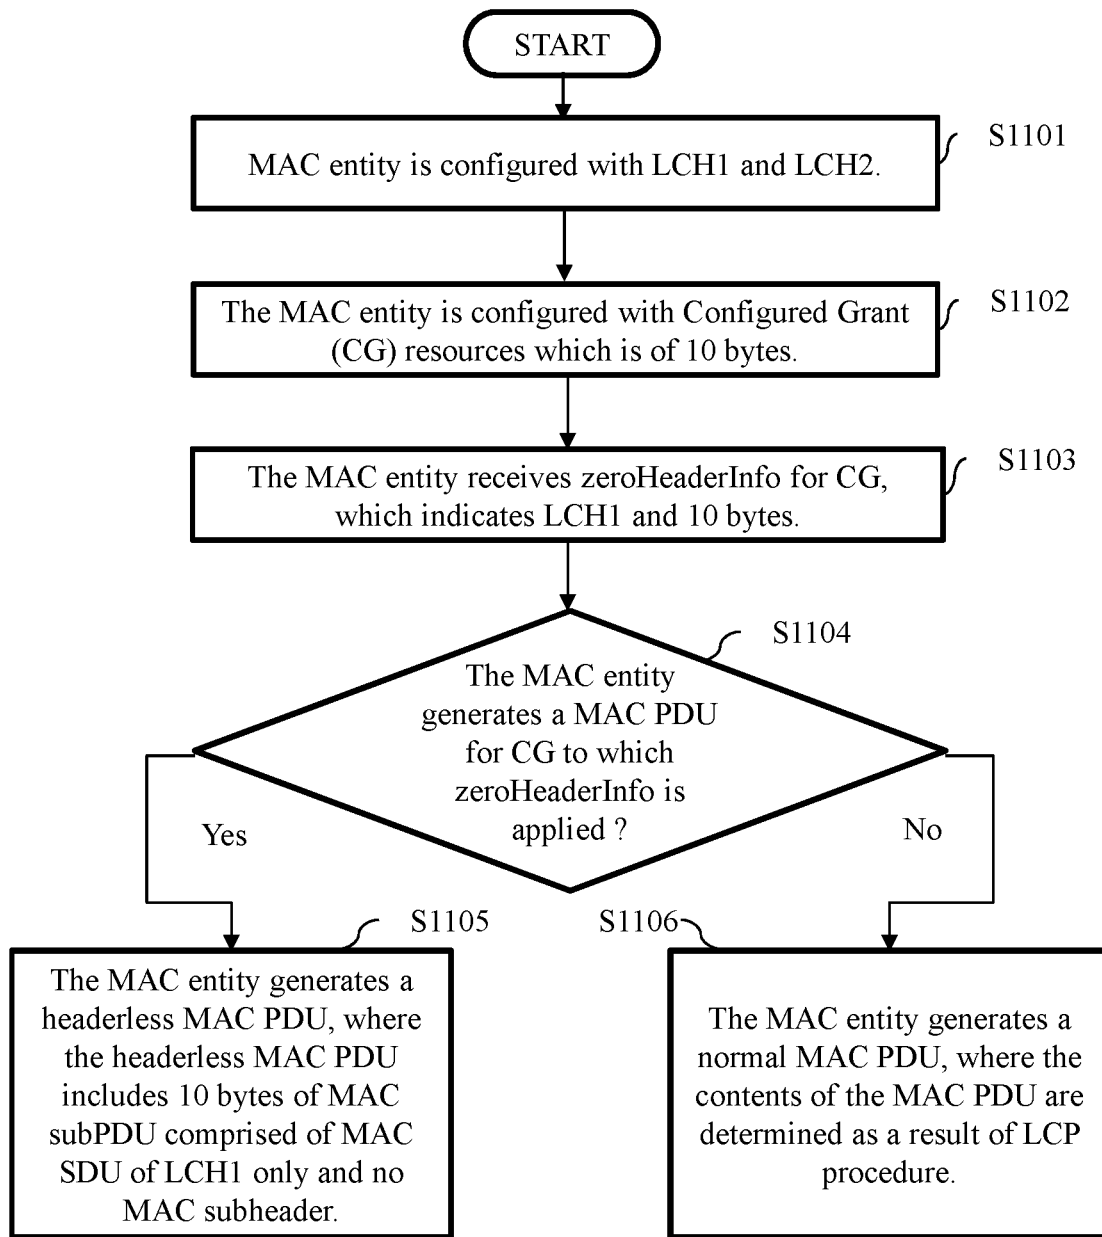 START
S1101
MAC entity is configured with LCH1 and LCH2.
S1102
The MAC entity is configured with Configured Grant
(CG) resources which is of 10 bytes.
S1103
The MAC entity receives zeroHeaderInfo for CG,
which indicates LCH1 and 10 bytes.
S1104
The MAC entity
generates a MAC PDU
for CG to which
zeroHeaderInfo is
applied ?
Yes
No
S1105
The MAC entity generates a
headerless MAC PDU, where
the headerless MAC PDU
includes 10 bytes of MAC
subPDU comprised of MAC
SDU of LCH1 only and no
MAC subheader.
S1106
The MAC entity generates a
normal MAC PDU, where the
contents of the MAC PDU are
determined as a result of LCP
procedure.